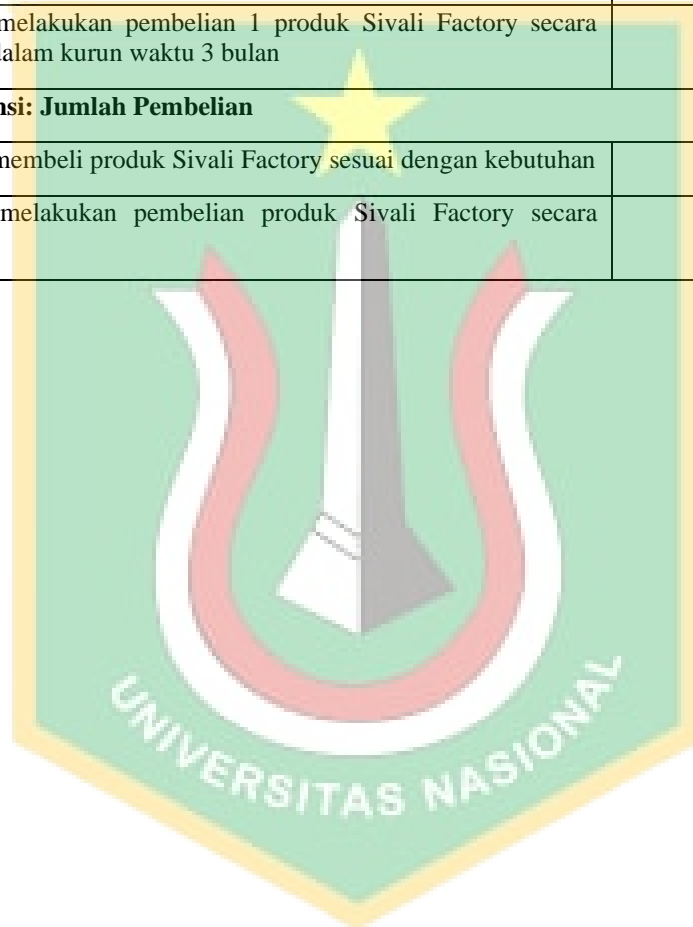 melakukan pembelian 1 produk Sivali Factory secara
dalam kurun waktu 3 bulan
nsi: Jumlah Pembelian
membeli produk Sivali Factory sesuai dengan kebutuhan
melakukan pembelian produk Sivali Factory secara
UNIVERSITAS NASIONAL